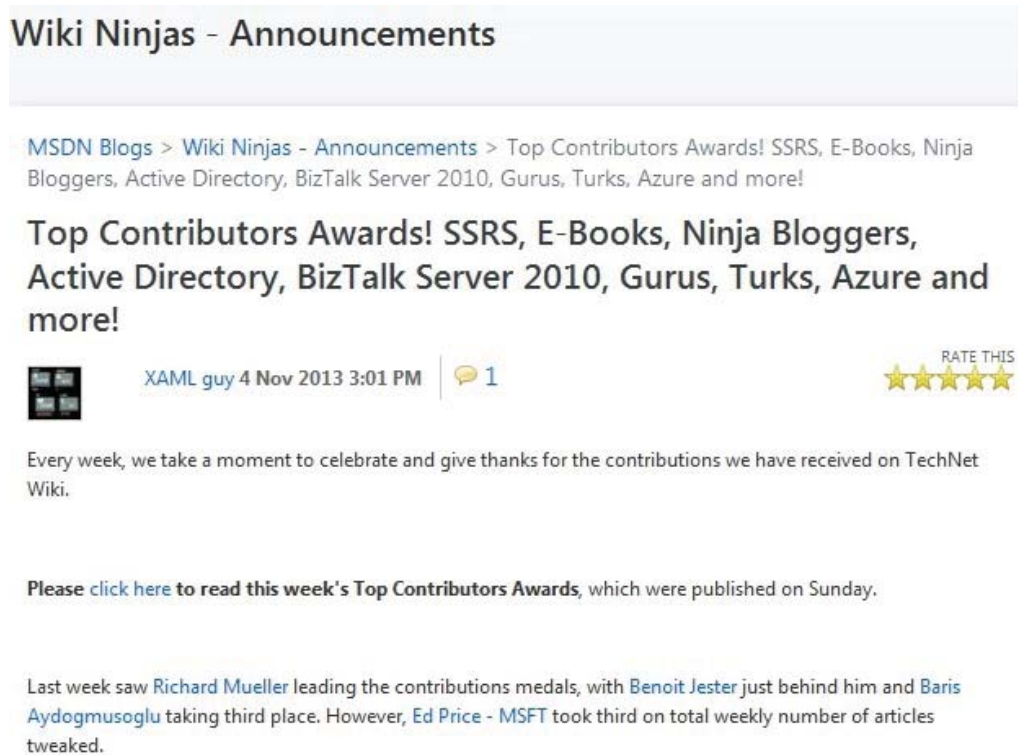 Wiki Ninjas - Announcements
MSDN Blogs > Wiki Ninjas - Announcements > Top Contributors Awards! SSRS, E-Books, Ninja
Bloggers, Active Directory, BizTalk Server 2010, Gurus, Turks, Azure and more!
Top Contributors Awards! SSRS, E-Books, Ninja Bloggers,
Active Directory, BizTalk Server 2010, Gurus, Turks, Azure and
more!
XAML guy 4 Nov 2013 3:01 PM 1
RATE THIS
Every week, we take a moment to celebrate and give thanks for the contributions we have received on TechNet
Wiki.
Please click here to read this week's Top Contributors Awards, which were published on Sunday.
Last week saw Richard Mueller leading the contributions medals, with Benoit Jester just behind him and Baris
Aydogmusoglu taking third place. However, Ed Price - MSFT took third on total weekly number of articles
tweaked.